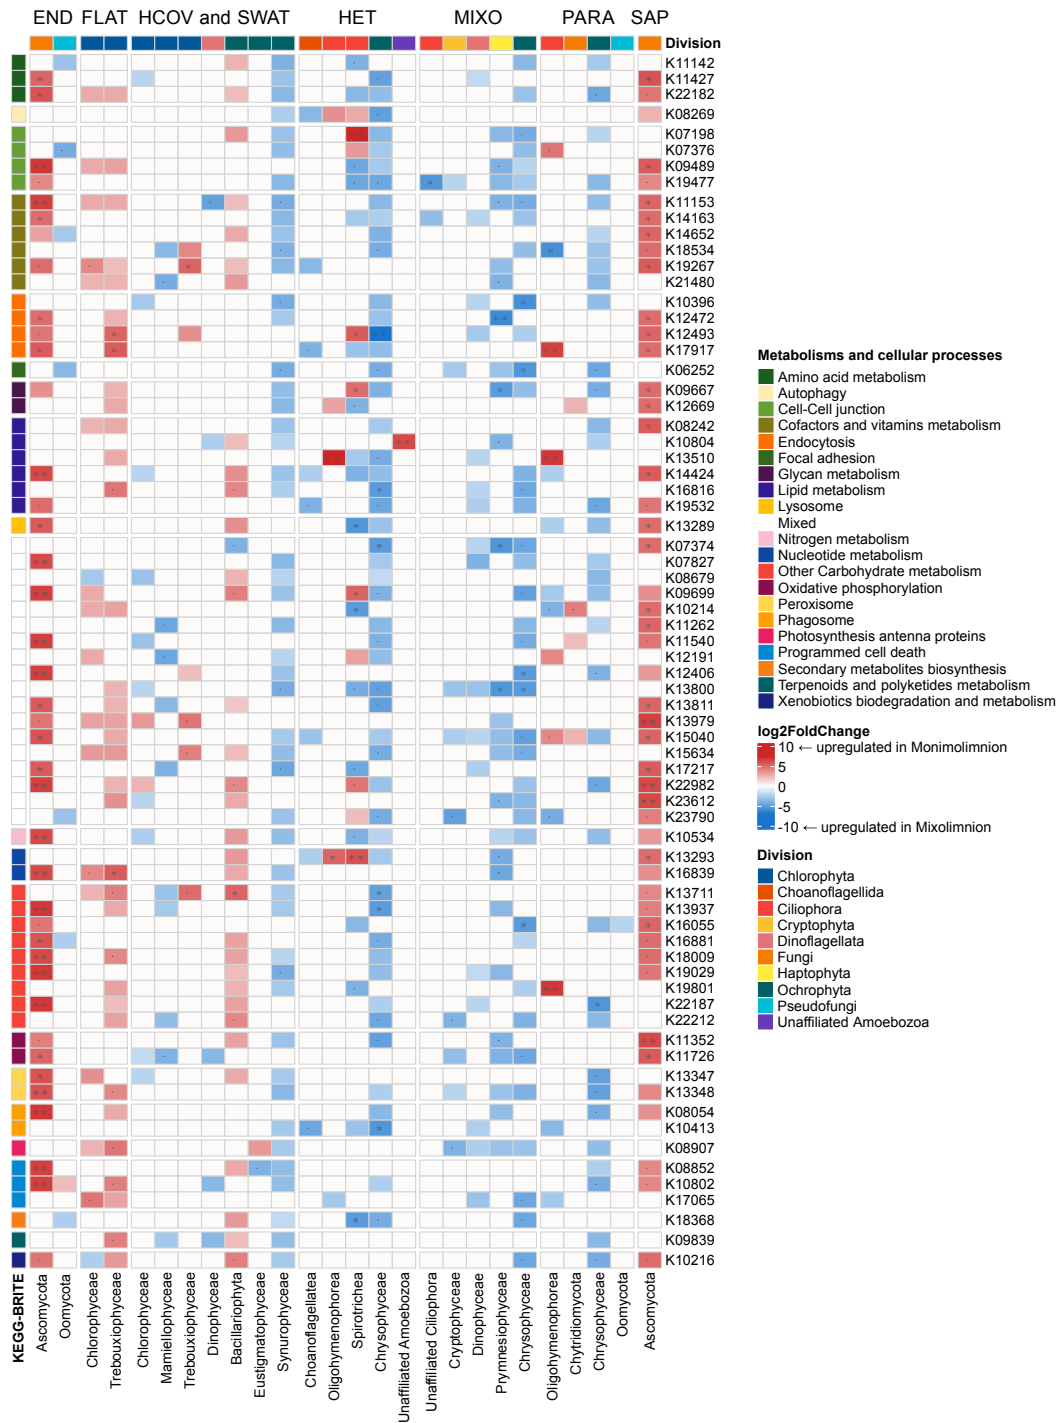 END FLAT HCOV and SWAT HET MIXO PARA SAP
Division
K11142
K11427
K22182
K08269
K07198
K07376
K09489
K19477
K11153
K14163
K14652
K18534
K19267
K21480
K10396
K12472
K12493
K17917
K06252
K09667
K12669
K08242
K10804
K13510
K14424
K16816
K19532
K13289
K07374
K07827
K08679
K09699
K10214
K11262
K11540
K12191
K12406
K13800
K13811
K13979
K15040
K15634
K17217
K22982
K23612
K23790
K10534
K13293
K16839
K13711
K13937
K16055
K16881
K18009
K19029
K19801
K22187
K22212
K11352
K11726
K13347
K13348
K08054
K10413
K08907
K08852
K10802
K17065
K18368
K09839
K10216
KEGG-BRITE
Ascomycota
Oomycota
Chlorophyceae
Trebouxiophyceae
Chlorophyceae
Mamiellophyceae
Trebouxiophyceae
Dinophyceae
Bacillariophyta
Eustigmatophyceae
Synurophyceae
Choanoflagellatea
Oligohymenophorea
Spirotrichea
Chrysophyceae
Unaffiliated Amoebozoa
Unaffiliated Ciliophora
Cryptophyceae
Dinophyceae
Prymnesiophyceae
Chrysophyceae
Oligohymenophorea
Chytridiomycota
Chrysophyceae
Oomycota
Ascomycota
Metabolisms and cellular processes
Amino acid metabolism
Autophagy
Cell-Cell junction
Cofactors and vitamins metabolism
Endocytosis
Focal adhesion
Glycan metabolism
Lipid metabolism
Lysosome
Mixed
Nitrogen metabolism
Nucleotide metabolism
Other Carbohydrate metabolism
Oxidative phosphorylation
Peroxisome
Phagosome
Photosynthesis antenna proteins
Programmed cell death
Secondary metabolites biosynthesis
Terpenoids and polyketides metabolism
Xenobiotics biodegradation and metabolism
log2FoldChange
10 ← upregulated in Monimolimnion
5
0
-5
-10 ← upregulated in Mixolimnion
Division
Chlorophyta
Choanoflagellida
Ciliophora
Cryptophyta
Dinoflagellata
Fungi
Haptophyta
Ochrophyta
Pseudofungi
Unaffiliated Amoebozoa